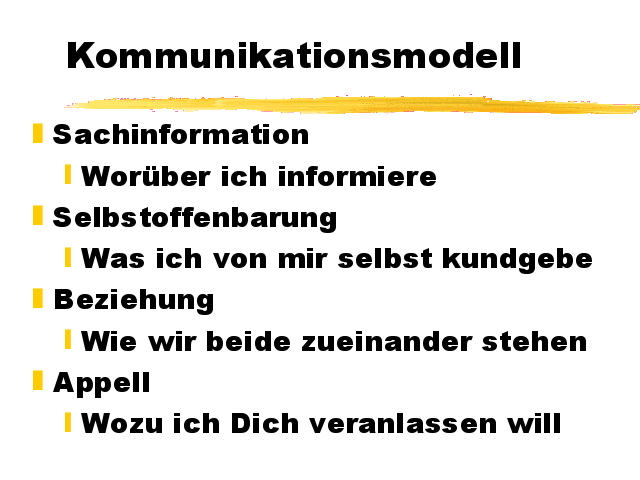 Kommunikationsmodell
Sachinformation
Worüber ich informiere
Selbstoffenbarung
Was ich von mir selbst kundgebe
Beziehung
Wie wir beide zueinander stehen
Appell
Wozu ich Dich veranlassen will